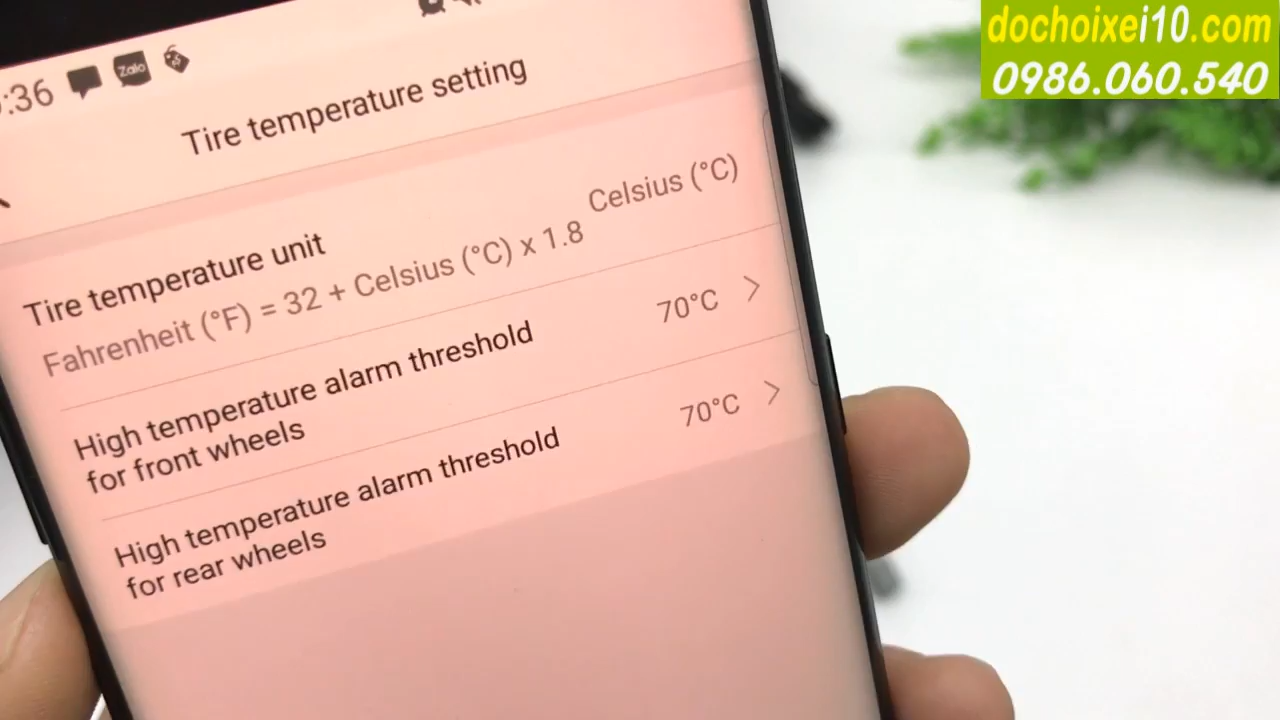 dochoixei10.com
0986.060.540
:36
Zalo
Tire temperature setting
Tire temperature unit
Celsius (°C)
Fahrenheit (°F) = 32 + Celsius (°C) x 1.8
High temperature alarm threshold
for front wheels
70°C
High temperature alarm threshold
for rear wheels
70°C